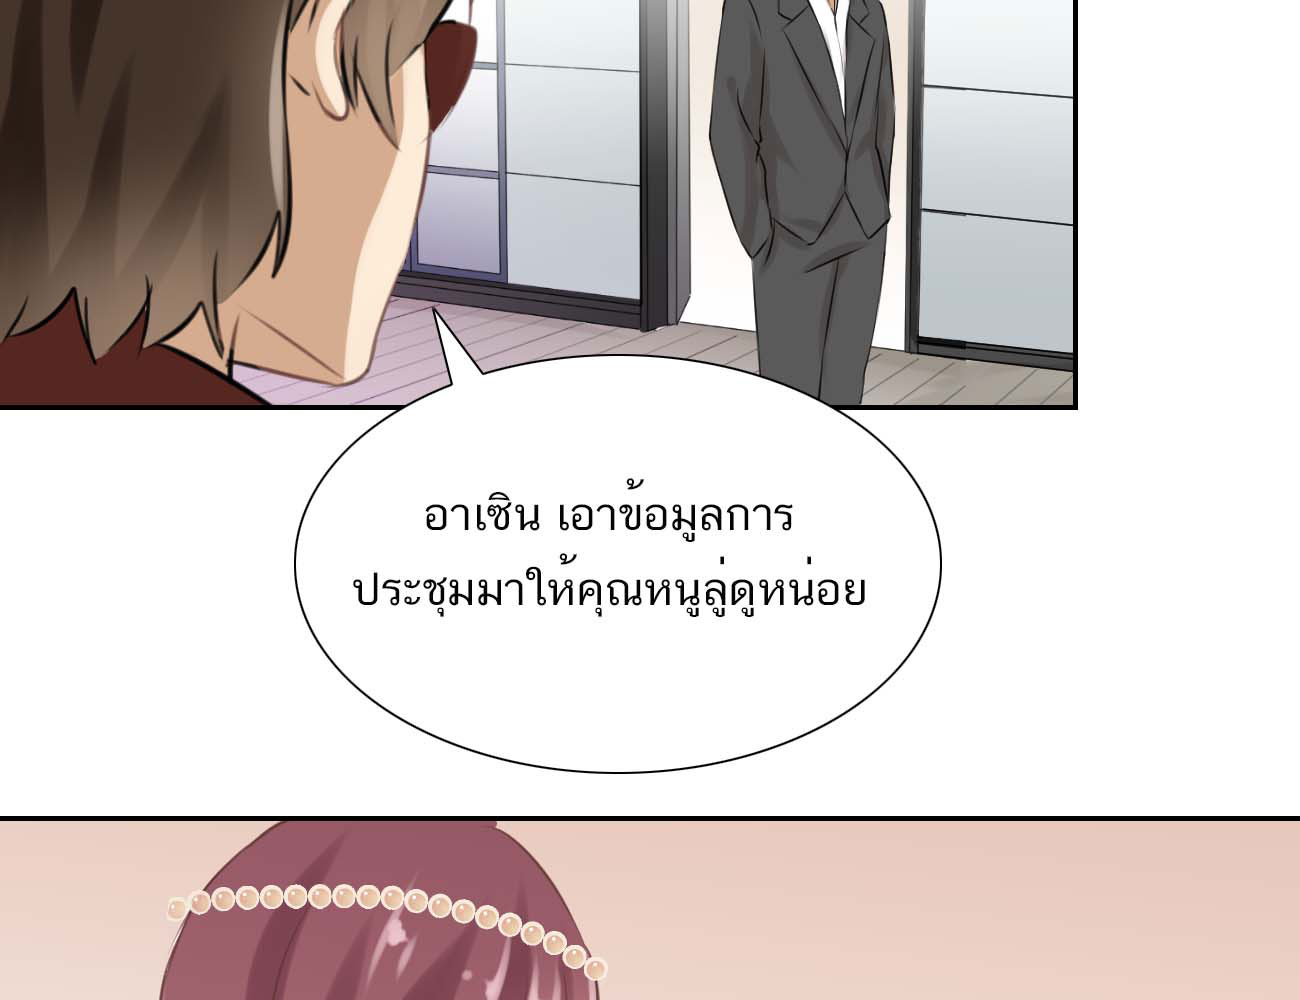 อาเซิน เอาข้อมูลการ
ประชุมมาให้คุณหนูลู่ดูหน่อย